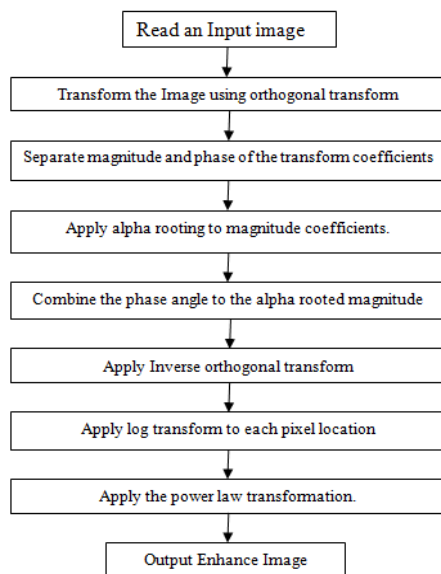 Read an Input image
Transform the Image using orthogonal transform
Separate magnitude and phase of the transform coefficients
Apply alpha rooting to magnitude coefficients.
Combine the phase angle to the alpha rooted magnitude
Apply Inverse orthogonal transform
Apply log transform to each pixel location
Apply the power law transformation.
Output Enhance Image